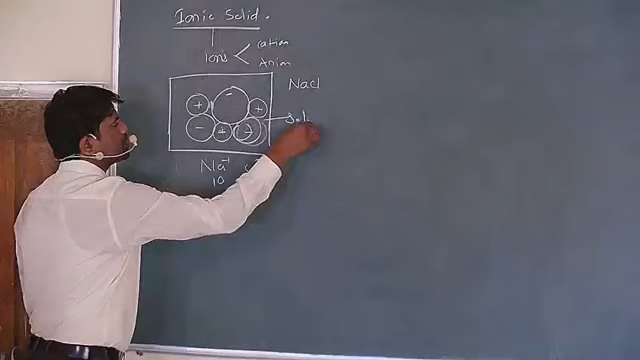 Ionic Solid.
Ions
Cation
Anion
NaCl
+ - +
- + -
Sol
Na+
10